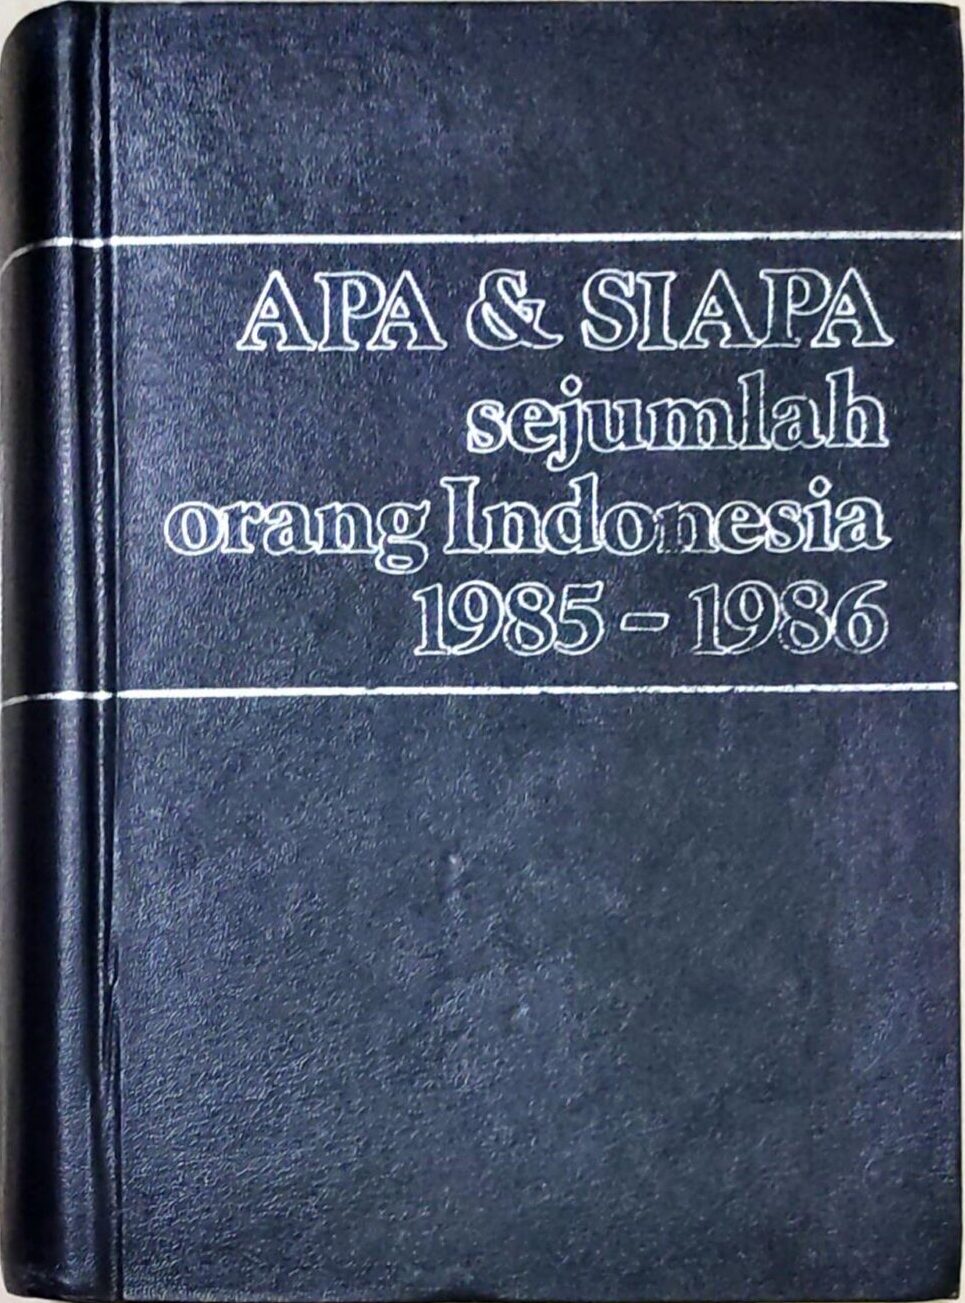 APA & SIAPA
sejumlah
orang Indonesia
1985 - 1986